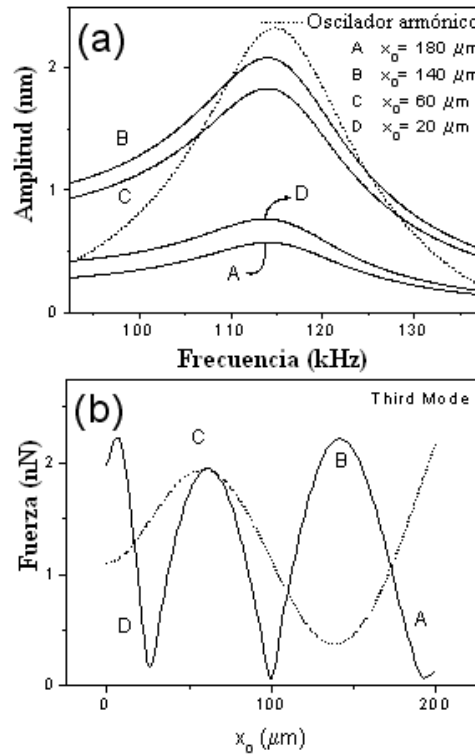 (a)
Oscilador armónico
A x₀= 180 μm
B x₀= 140 μm
C x₀= 60 μm
D x₀= 20 μm
B
C
D
A
2
1
0
Amplitud (nm)
100 110 120 130
Frecuencia (kHz)
(b)
Third Mode
C
B
D
A
2
1
0
Fuerza (nN)
0 100 200
x₀ (μm)